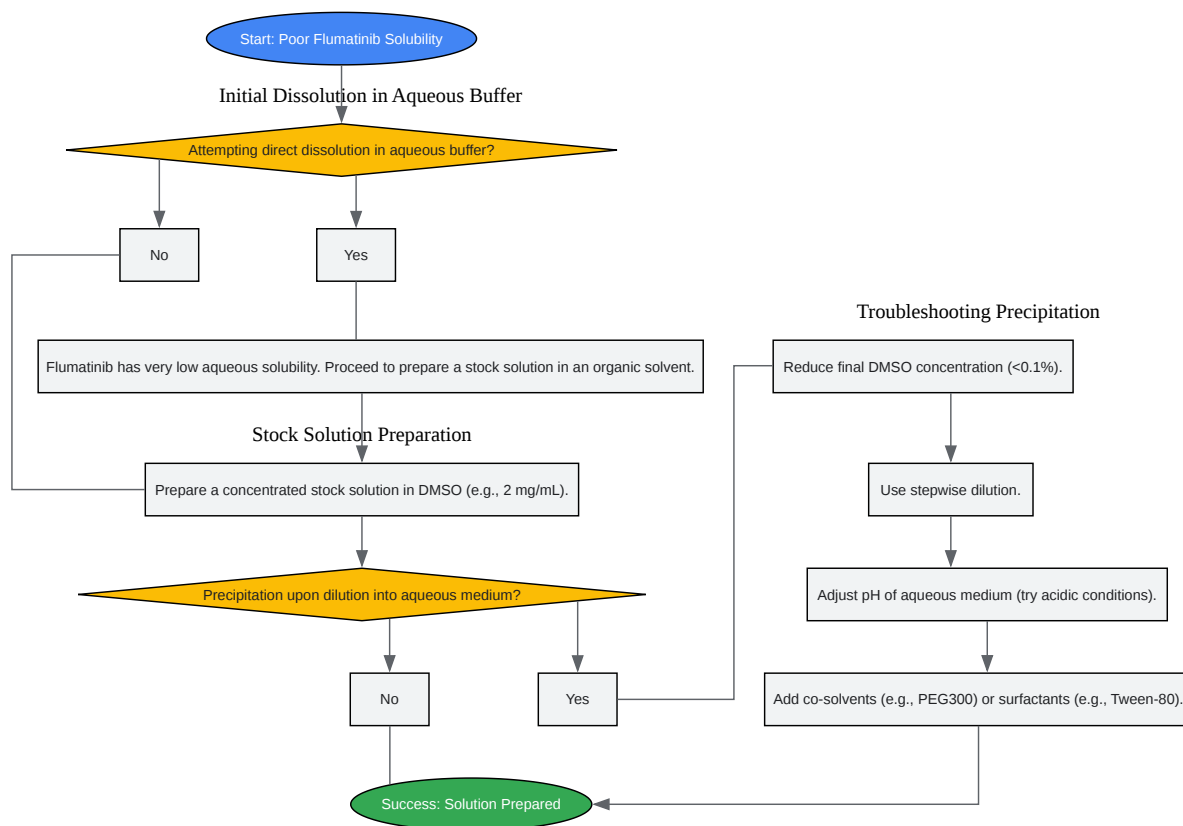 Start: Poor Flumatinib Solubility
Initial Dissolution in Aqueous Buffer
Attempting direct dissolution in aqueous buffer?
No
Yes
Flumatinib has very low aqueous solubility. Proceed to prepare a stock solution in an organic solvent.
Stock Solution Preparation
Prepare a concentrated stock solution in DMSO (e.g., 2 mg/mL).
Precipitation upon dilution into aqueous medium?
No
Yes
Troubleshooting Precipitation
Reduce final DMSO concentration (<0.1%).
Use stepwise dilution.
Adjust pH of aqueous medium (try acidic conditions).
Add co-solvents (e.g., PEG300) or surfactants (e.g., Tween-80).
Success: Solution Prepared